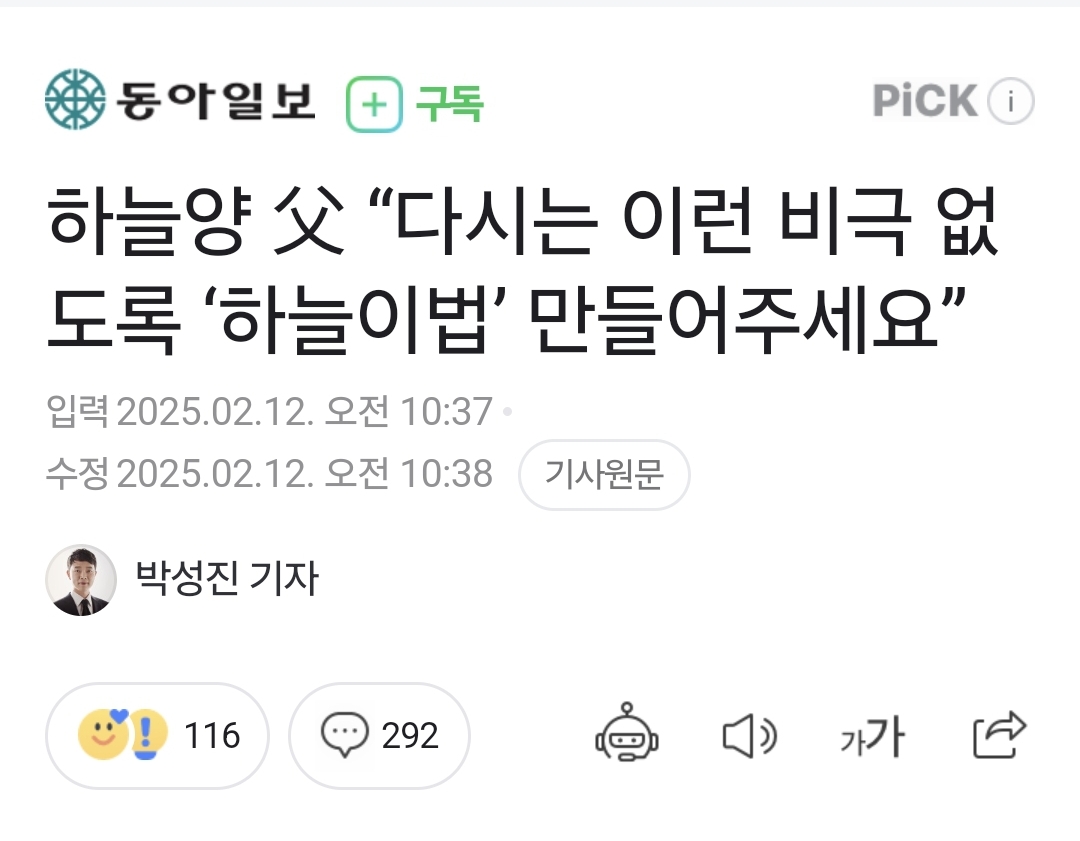 동아일보 구독 PiCK i
하늘양 父 “다시는 이런 비극 없
도록 ‘하늘이법’ 만들어주세요”
입력 2025.02.12. 오전 10:37
수정 2025.02.12. 오전 10:38 기사원문
박성진 기자
116 292 가가